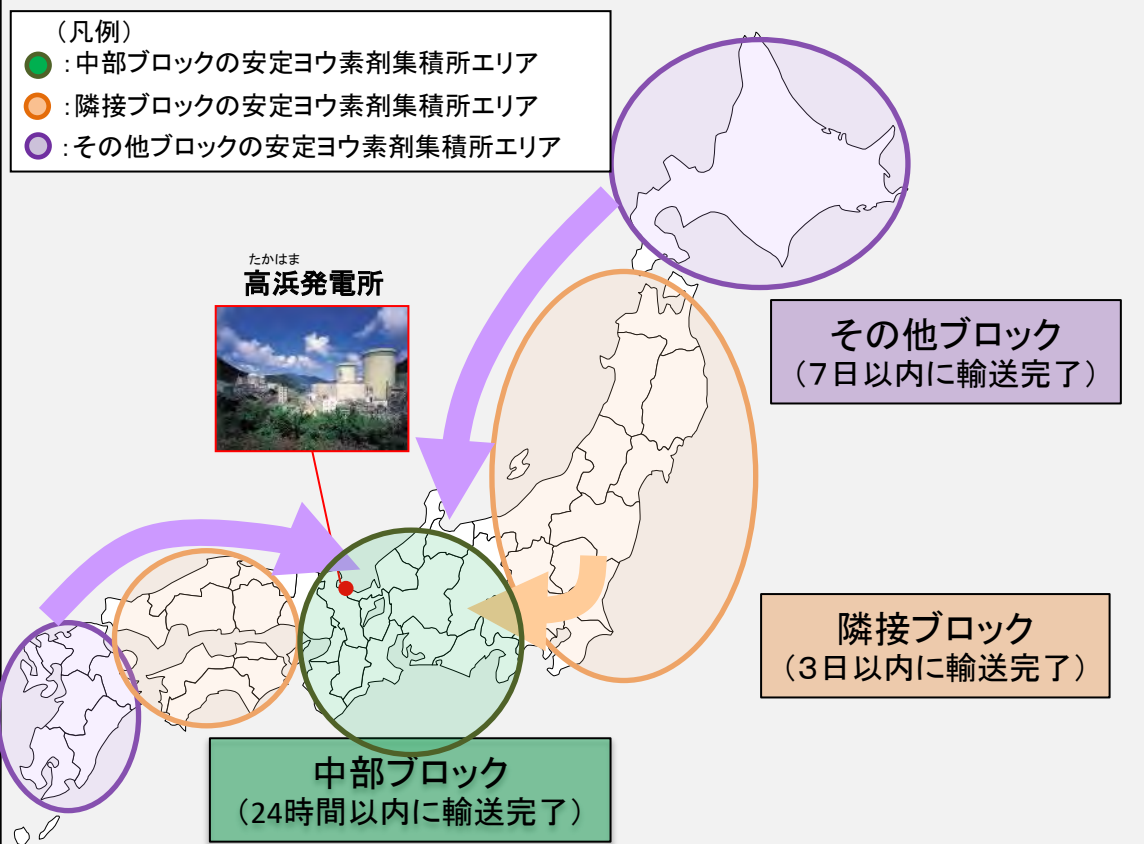 （凡例）
：中部ブロックの安定ヨウ素剤集積所エリア
：隣接ブロックの安定ヨウ素剤集積所エリア
：その他ブロックの安定ヨウ素剤集積所エリア
たかはま
高浜発電所
その他ブロック
（７日以内に輸送完了）
隣接ブロック
（３日以内に輸送完了）
中部ブロック
（24時間以内に輸送完了）